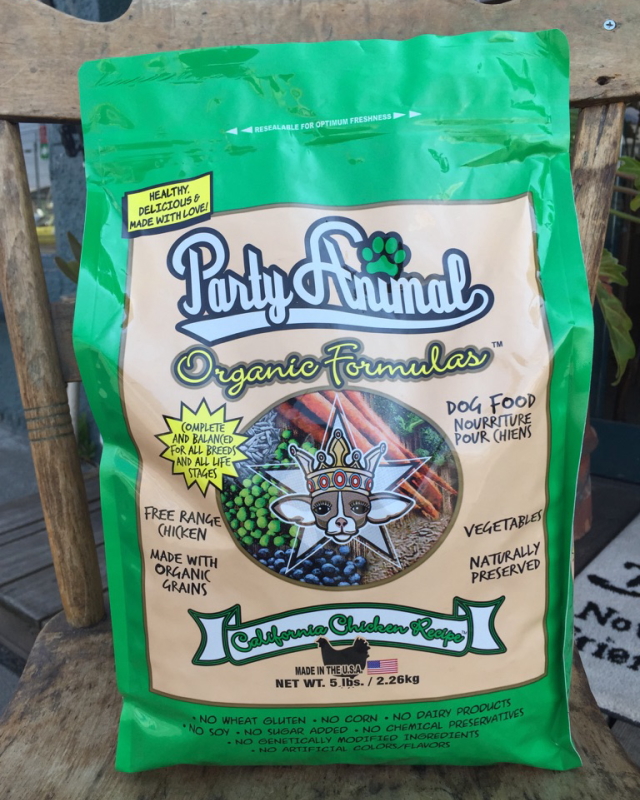 RESEALABLE FOR OPTIMUM FRESHNESS
HEALTHY,
DELICIOUS &
MADE WITH LOVE!
Party Animal
Organic Formulas™
COMPLETE
AND BALANCED
FOR ALL BREEDS
AND ALL LIFE
STAGES
DOG FOOD
NOURRITURE
POUR CHIENS
FREE RANGE
CHICKEN
VEGETABLES
MADE WITH
ORGANIC
GRAINS
NATURALLY
PRESERVED
California Chicken Recipe™
MADE IN THE U.S.A.
NET WT. 5 lbs. / 2.26kg
• NO WHEAT GLUTEN • NO CORN • NO DAIRY PRODUCTS
• NO SOY • NO SUGAR ADDED • NO CHEMICAL PRESERVATIVES
• NO GENETICALLY MODIFIED INGREDIENTS
• NO ARTIFICIAL COLORS/FLAVORS